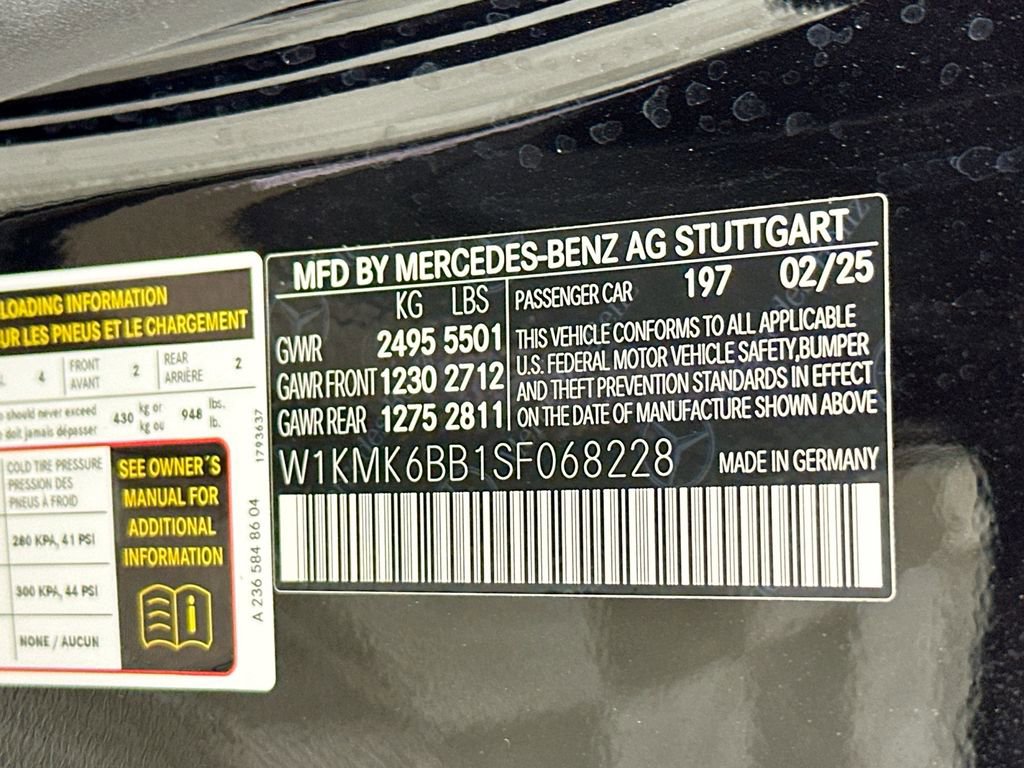 LOADING INFORMATION
UR LES PNEUS ET LE CHARGEMENT
4
FRONT
AVANT
2
REAR
ARRIÈRE
2
should never exceed
doit jamais dépasser
430
kg or
kg ou
948
lbs.
lb.
COLD TIRE PRESSURE
PRESSION DES
PNEUS À FROID
280 KPA, 41 PSI
300 KPA, 44 PSI
NONE / AUCUN
SEE OWNER´S
MANUAL FOR
ADDITIONAL
INFORMATION
1793637
A 236 584 86 04
MFD BY MERCEDES-BENZ AG STUTTGART
KG LBS
GWR 2495 5501
GAWR FRONT 1230 2712
GAWR REAR 1275 2811
PASSENGER CAR 197 02/25
THIS VEHICLE CONFORMS TO ALL APPLICABLE
U.S. FEDERAL MOTOR VEHICLE SAFETY,BUMPER
AND THEFT PREVENTION STANDARDS IN EFFECT
ON THE DATE OF MANUFACTURE SHOWN ABOVE
W1KMK6BB1SF068228 MADE IN GERMANY